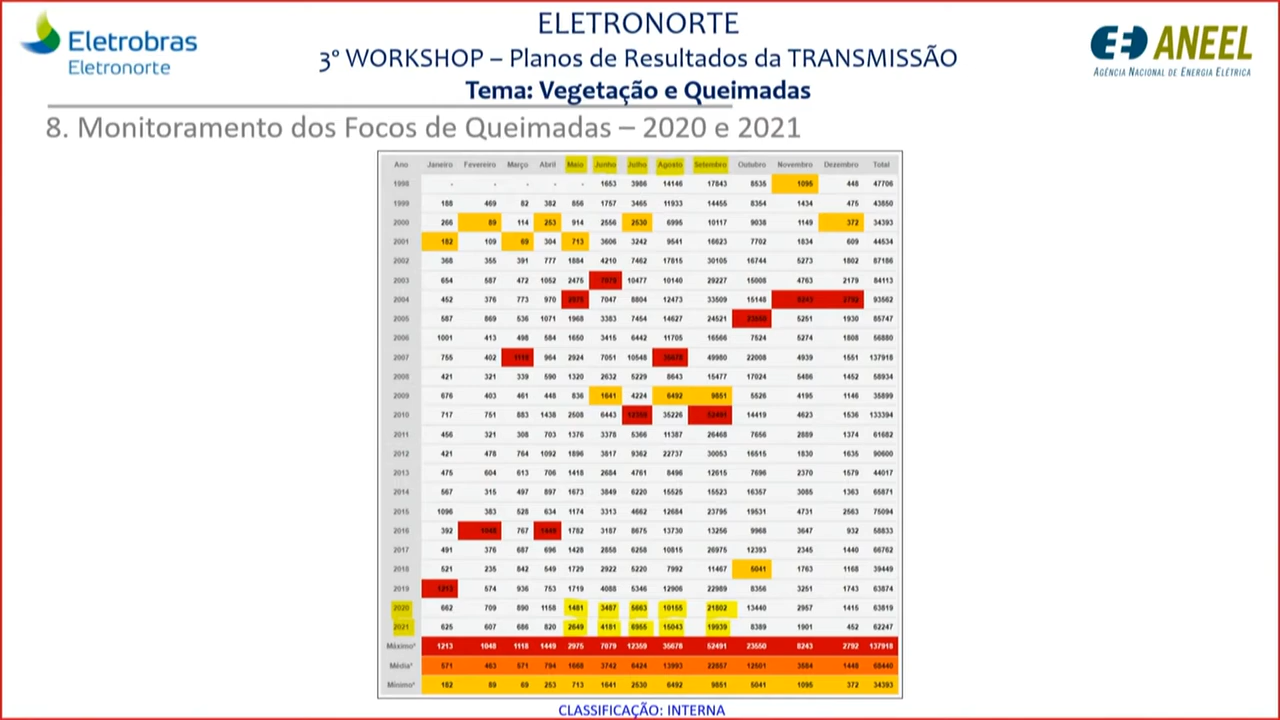 Eletrobras
Eletronorte
ELETRONORTE
3º WORKSHOP – Planos de Resultados da TRANSMISSÃO
Tema: Vegetação e Queimadas
ANEEL
AGÊNCIA NACIONAL DE ENERGIA ELÉTRICA
8. Monitoramento dos Focos de Queimadas – 2020 e 2021
Ano Janeiro Fevereiro Março Abril Maio Junho Julho Agosto Setembro Outubro Novembro Dezembro Total
1998 - - - - - 1653 3986 14146 17843 8535 1095 448 47706
1999 188 469 82 382 856 1757 3465 11933 14455 8354 1434 475 43850
2000 266 89 114 253 914 2556 2530 6995 10117 9038 1149 372 34393
2001 182 109 69 304 713 3606 3242 9541 16623 7702 1834 609 44534
2002 368 355 391 777 1884 4210 7462 17815 30105 16744 5273 1802 87186
2003 654 587 472 1052 2475 7079 10477 10140 29227 15008 4763 2179 84113
2004 452 376 773 970 2975 7047 8804 12473 33509 15148 8243 2792 93562
2005 587 869 536 1071 1968 3383 7454 14627 24521 23550 5251 1930 85747
2006 1001 413 498 584 1650 3415 6442 11705 16566 7524 5274 1808 56880
2007 755 402 1118 964 2924 7051 10548 35678 49980 22008 4939 1551 137918
2008 421 321 339 590 1320 2632 5229 8643 15477 17024 5486 1452 58934
2009 676 403 461 448 836 1641 4224 6492 9851 5526 4195 1146 35899
2010 717 751 883 1438 2508 6443 12359 35226 52491 14419 4623 1536 133394
2011 456 321 308 703 1376 3378 5366 11387 26468 7656 2889 1374 61682
2012 421 478 764 1092 1896 3817 9362 22737 30053 16515 1830 1635 90600
2013 475 604 613 706 1418 2684 4761 8496 12615 7696 2370 1579 44017
2014 567 315 497 897 1673 3849 6220 15525 15523 16357 3085 1363 65871
2015 1096 383 528 634 1174 3313 4662 12684 23795 19531 4731 2563 75094
2016 392 1048 767 1449 1782 3187 8675 13730 13256 9968 3647 932 58833
2017 491 376 687 696 1428 2558 6258 10815 26975 12393 2345 1440 66762
2018 521 235 842 549 1729 2922 5220 7992 11467 5041 1763 1168 39449
2019 1213 574 936 753 1719 4088 5346 12906 22989 8356 3251 1743 63874
2020 662 709 890 1158 1481 3487 5663 10155 21802 13440 2957 1415 63819
2021 625 607 686 820 2649 4181 6955 15043 19939 8389 1901 452 62247
Máximo* 1213 1048 1118 1449 2975 7079 12359 35678 52491 23550 8243 2792 137918
Média* 571 463 571 794 1668 3742 6424 13993 22657 12501 3584 1448 68440
Mínimo* 182 89 69 253 713 1641 2530 6492 9851 5041 1095 372 34393
CLASSIFICAÇÃO: INTERNA